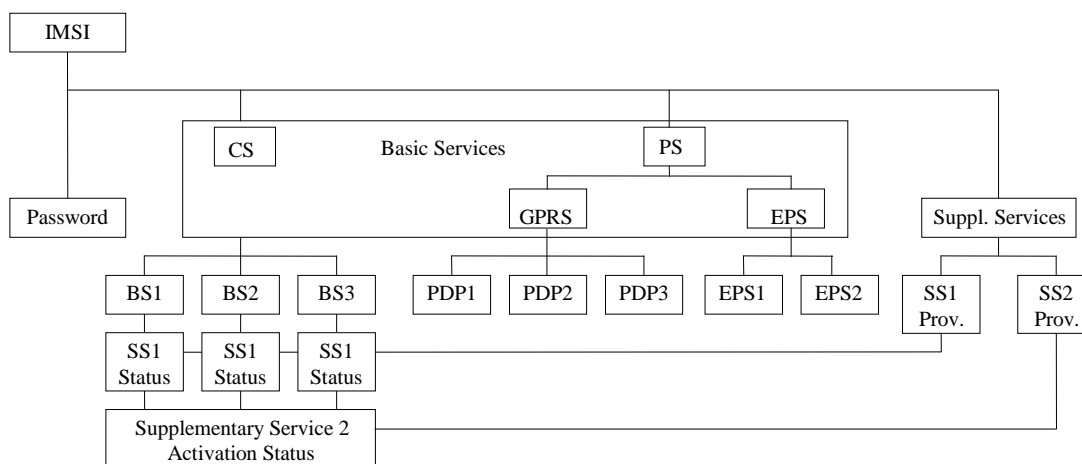 IMSI
CS
Basic Services
PS
Password
GPRS
EPS
Suppl. Services
BS1
BS2
BS3
PDP1
PDP2
PDP3
EPS1
EPS2
SS1
Prov.
SS2
Prov.
SS1
Status
SS1
Status
SS1
Status
Supplementary Service 2
Activation Status